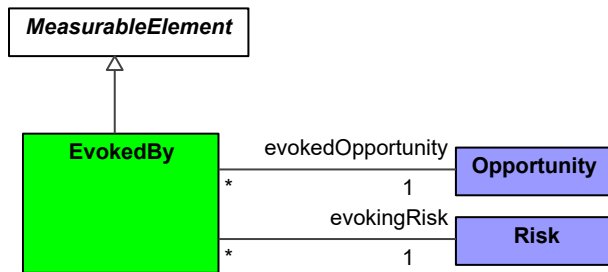 MeasurableElement
EvokedBy
evokedOpportunity
Opportunity
* 1
evokingRisk
Risk
* 1